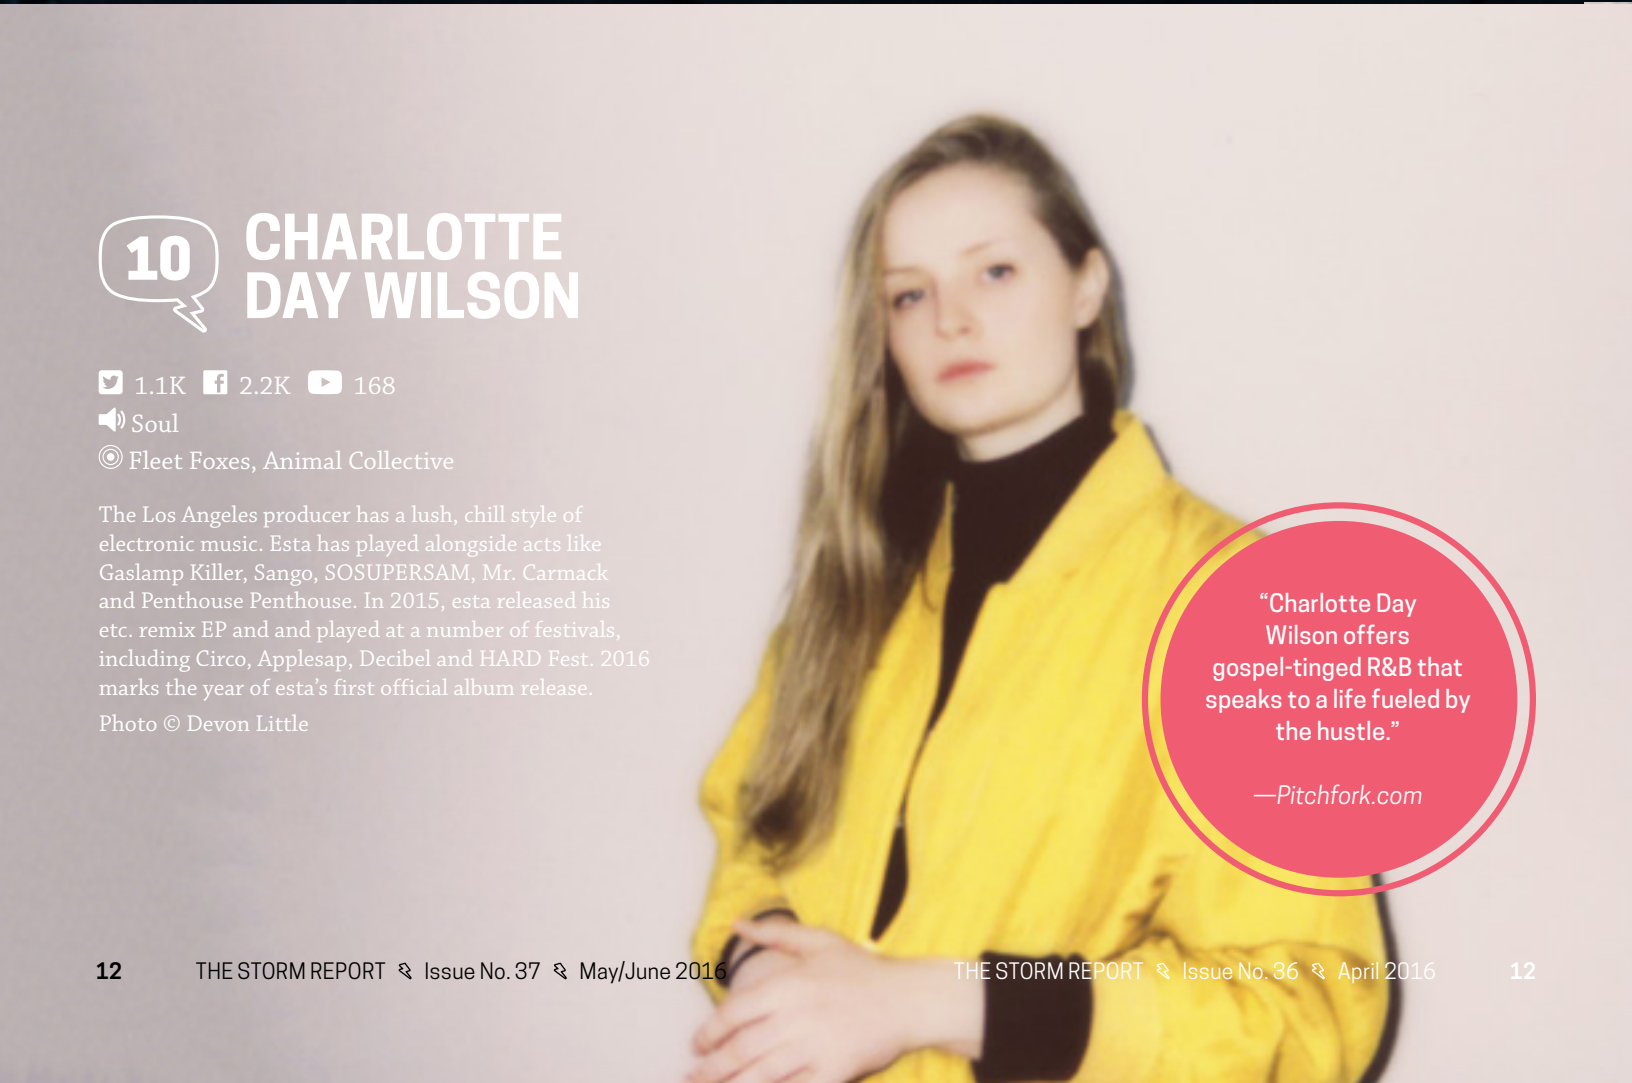 10
CHARLOTTE
DAY WILSON
1.1K 2.2K 168
Soul
Fleet Foxes, Animal Collective
The Los Angeles producer has a lush, chill style of
electronic music. Esta has played alongside acts like
Gaslamp Killer, Sango, SOSUPERSAM, Mr. Carmack
and Penthouse Penthouse. In 2015, esta released his
etc. remix EP and and played at a number of festivals,
including Circo, Applesap, Decibel and HARD Fest. 2016
marks the year of esta’s first official album release.
Photo © Devon Little
“Charlotte Day
Wilson offers
gospel-tinged R&B that
speaks to a life fueled by
the hustle.”
—Pitchfork.com
12 THE STORM REPORT Issue No. 37 May/June 2016
THE STORM REPORT Issue No. 36 April 2016 12